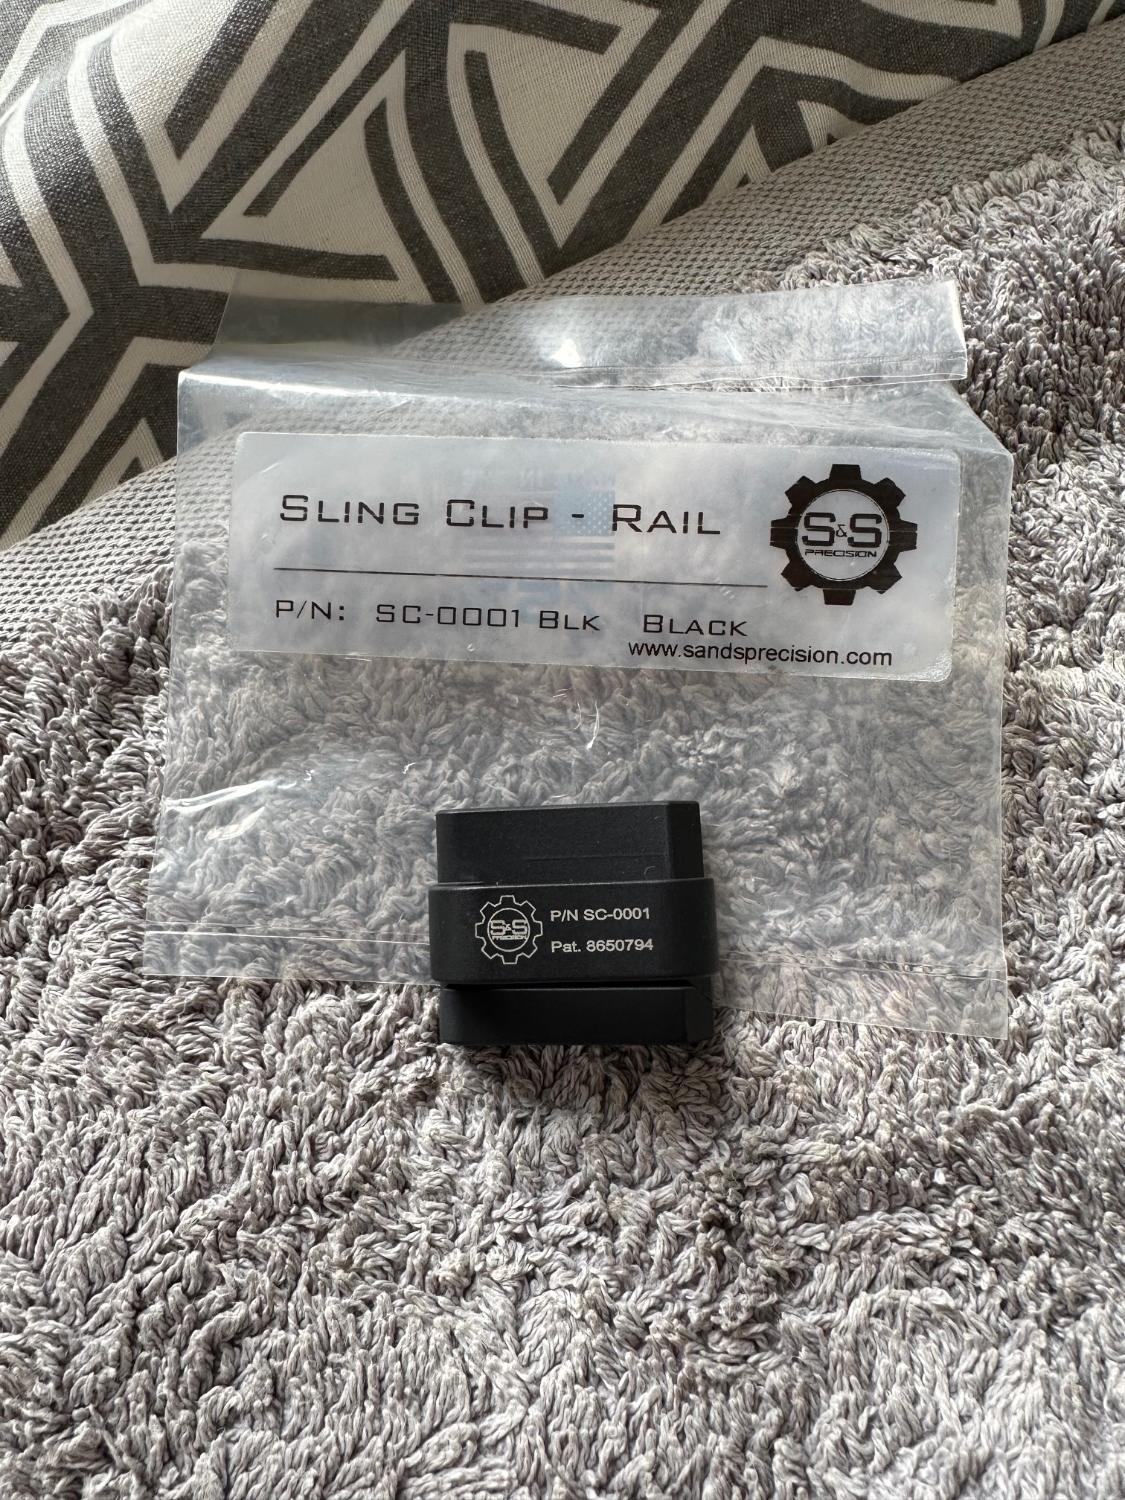 SLING CLIP - RAIL
S&S
PRECISION
P/N: SC-0001 BLK BLACK
www.sandsprecision.com
S&S
PRECISION
P/N SC-0001
Pat. 8650794